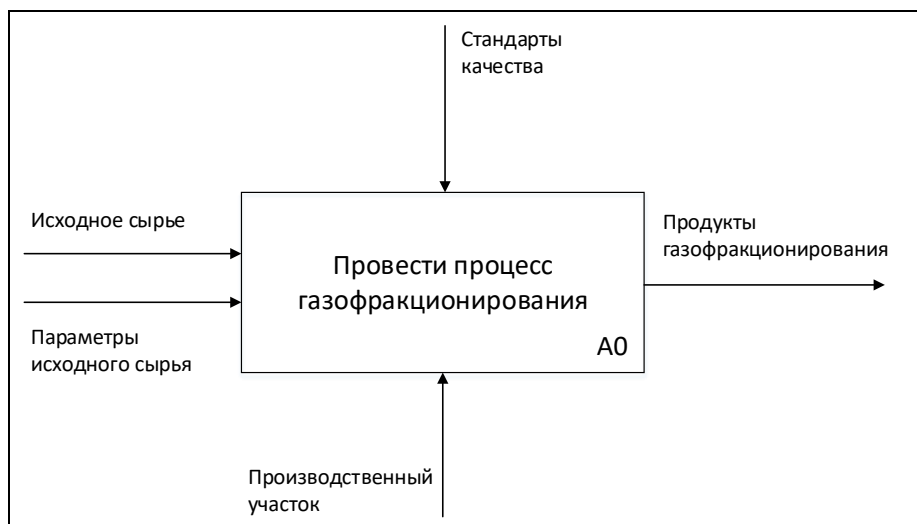 Стандарты
качества
Исходное сырье
Параметры
исходного сырья
Провести процесс
газофракционирования
A0
Продукты
газофракционирования
Производственный
участок